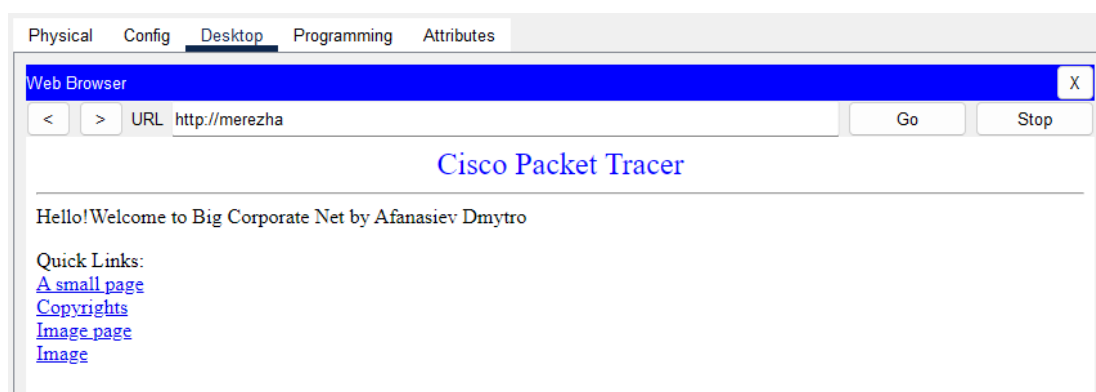 Physical Config Desktop Programming Attributes
Web Browser X
< > URL http://merezha Go Stop
Cisco Packet Tracer
Hello!Welcome to Big Corporate Net by Afanasiev Dmytro
Quick Links:
A small page
Copyrights
Image page
Image